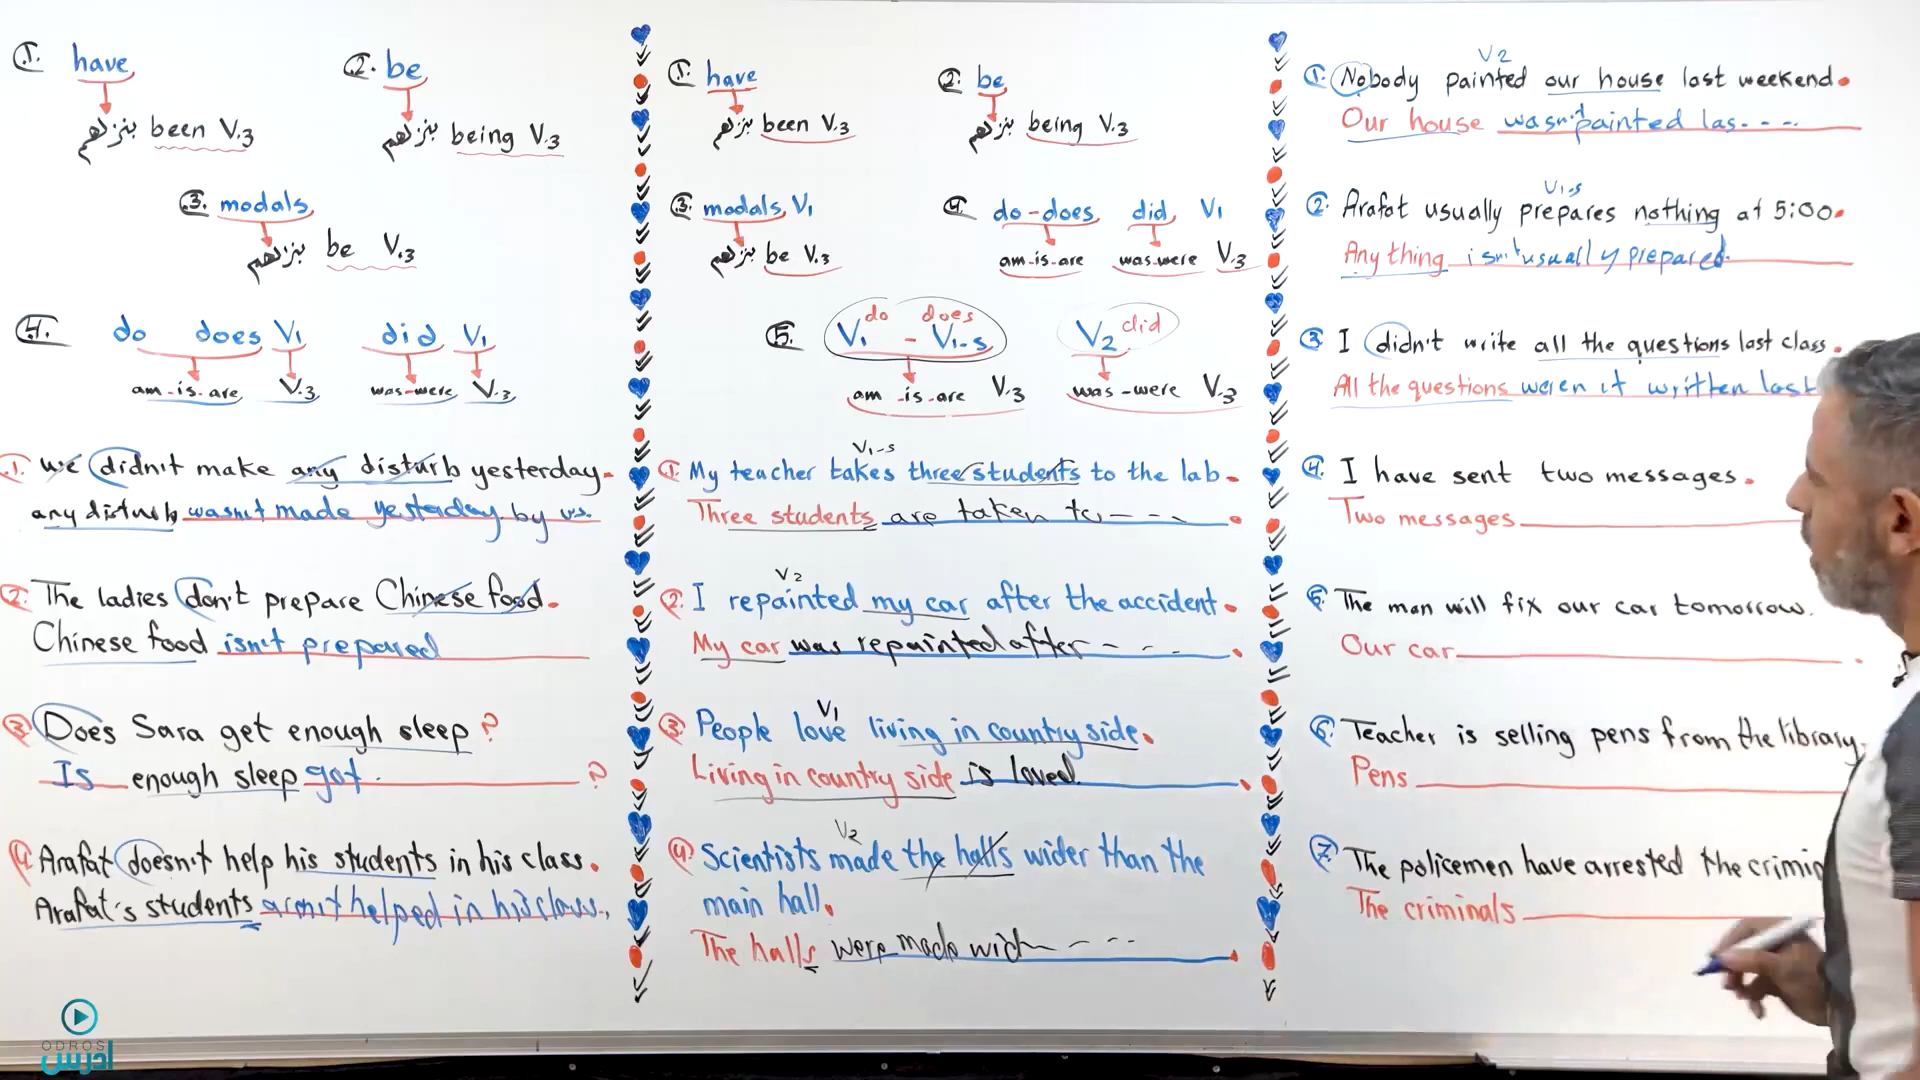 1. have 2. be
بنزلهم been V.3 بنزلهم being V.3
3. modals
بنزلهم be V.3
4. do does V1 did V1
am-is-are V.3 was-were V.3
1. We didn't make any disturb yesterday.
any disturb wasn't made yesterday by us.
2. The ladies don't prepare Chinese food.
Chinese food isn't prepared
3. Does Sara get enough sleep?
Is enough sleep got. ?
4. Arafat doesn't help his students in his class.
Arafat's students aren't helped in his class.
1. have 2. be
بنزلهم been V.3 بنزلهم being V.3
3. modals V1 4. do-does did V1
بنزلهم be V.3 am-is-are was-were V.3
do does did
5. V1 - V1-s V2
am-is-are V.3 was-were V.3
V1-s
1. My teacher takes three students to the lab.
Three students are taken to----.
V2
2. I repainted my car after the accident.
My car was repainted after ---.
V1
3. People love living in country side.
Living in country side is loved.
V2
4. Scientists made the halls wider than the
main hall.
The halls were made wid ---.
V2
1. Nobody painted our house last weekend.
Our house wasn't painted las----
V1-s
2. Arafat usually prepares nothing at 5:00.
Any thing isn't usually prepared.
3. I didn't write all the questions last class.
All the questions weren't written last
4. I have sent two messages.
Two messages
5. The man will fix our car tomorrow.
Our car .
6. Teacher is selling pens from the library.
Pens
7. The policemen have arrested the crimin
The criminals
ODROS
ادرس